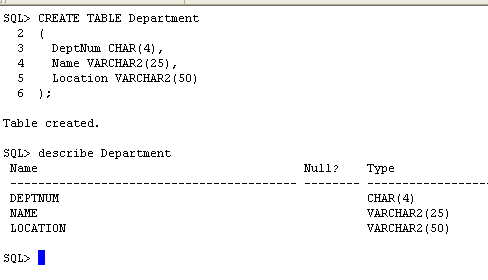 SQL> CREATE TABLE Department
  2  (
  3    DeptNum CHAR(4),
  4    Name VARCHAR2(25),
  5    Location VARCHAR2(50)
  6  );
Table created.
SQL> describe Department
 Name                                      Null?    Type
 ----------------------------------------- -------- ----------------
 DEPTNUM                                            CHAR(4)
 NAME                                               VARCHAR2(25)
 LOCATION                                           VARCHAR2(50)
SQL>